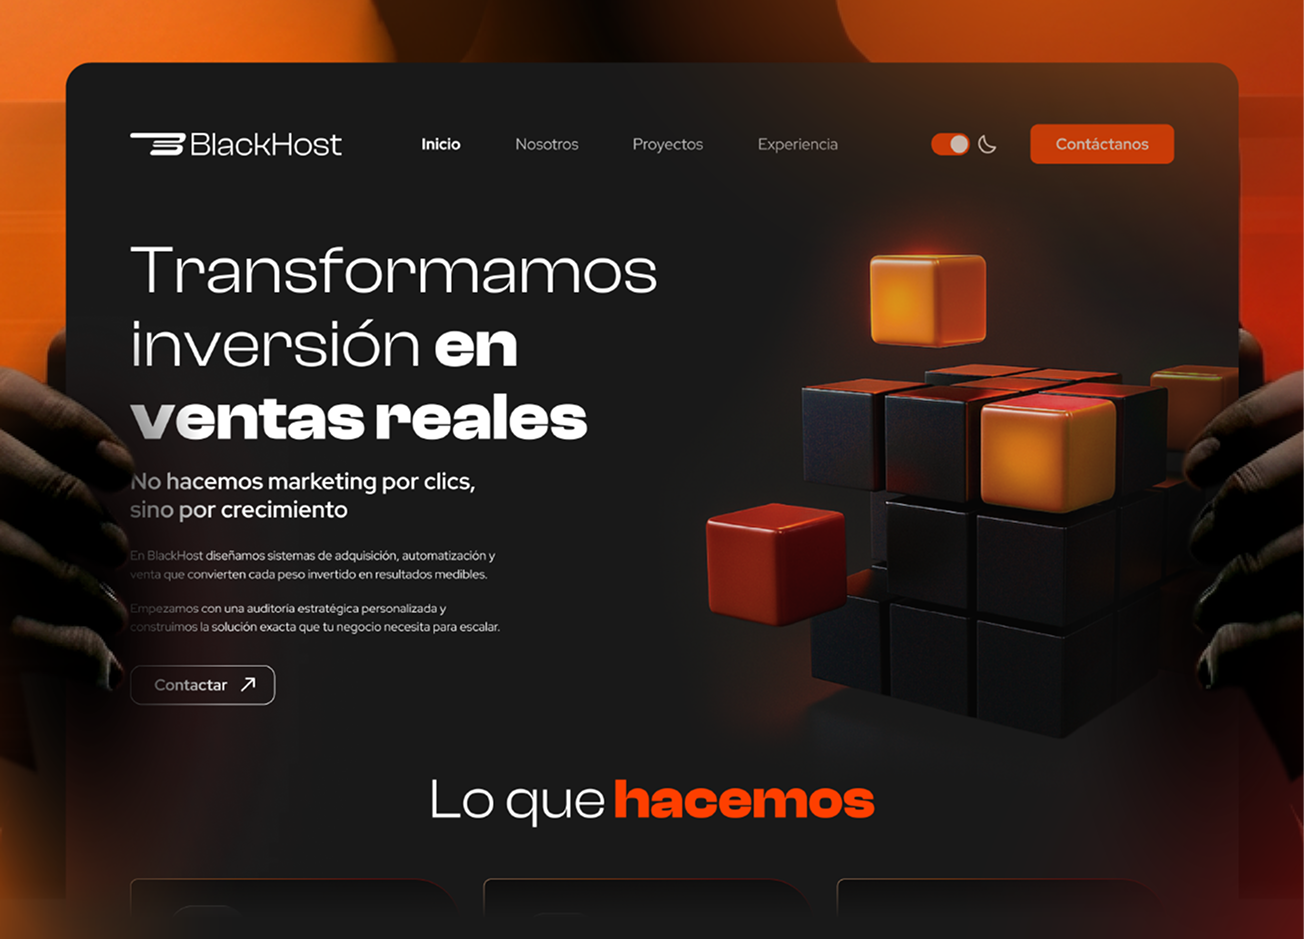 BlackHost
Inicio
Nosotros
Proyectos
Experiencia
Contáctanos
Transformamos
inversión en
ventas reales
No hacemos marketing por clics,
sino por crecimiento
En BlackHost diseñamos sistemas de adquisición, automatización y
venta que convierten cada peso invertido en resultados medibles.
Empezamos con una auditoría estratégica personalizada y
construimos la solución exacta que tu negocio necesita para escalar.
Contactar
Lo que hacemos